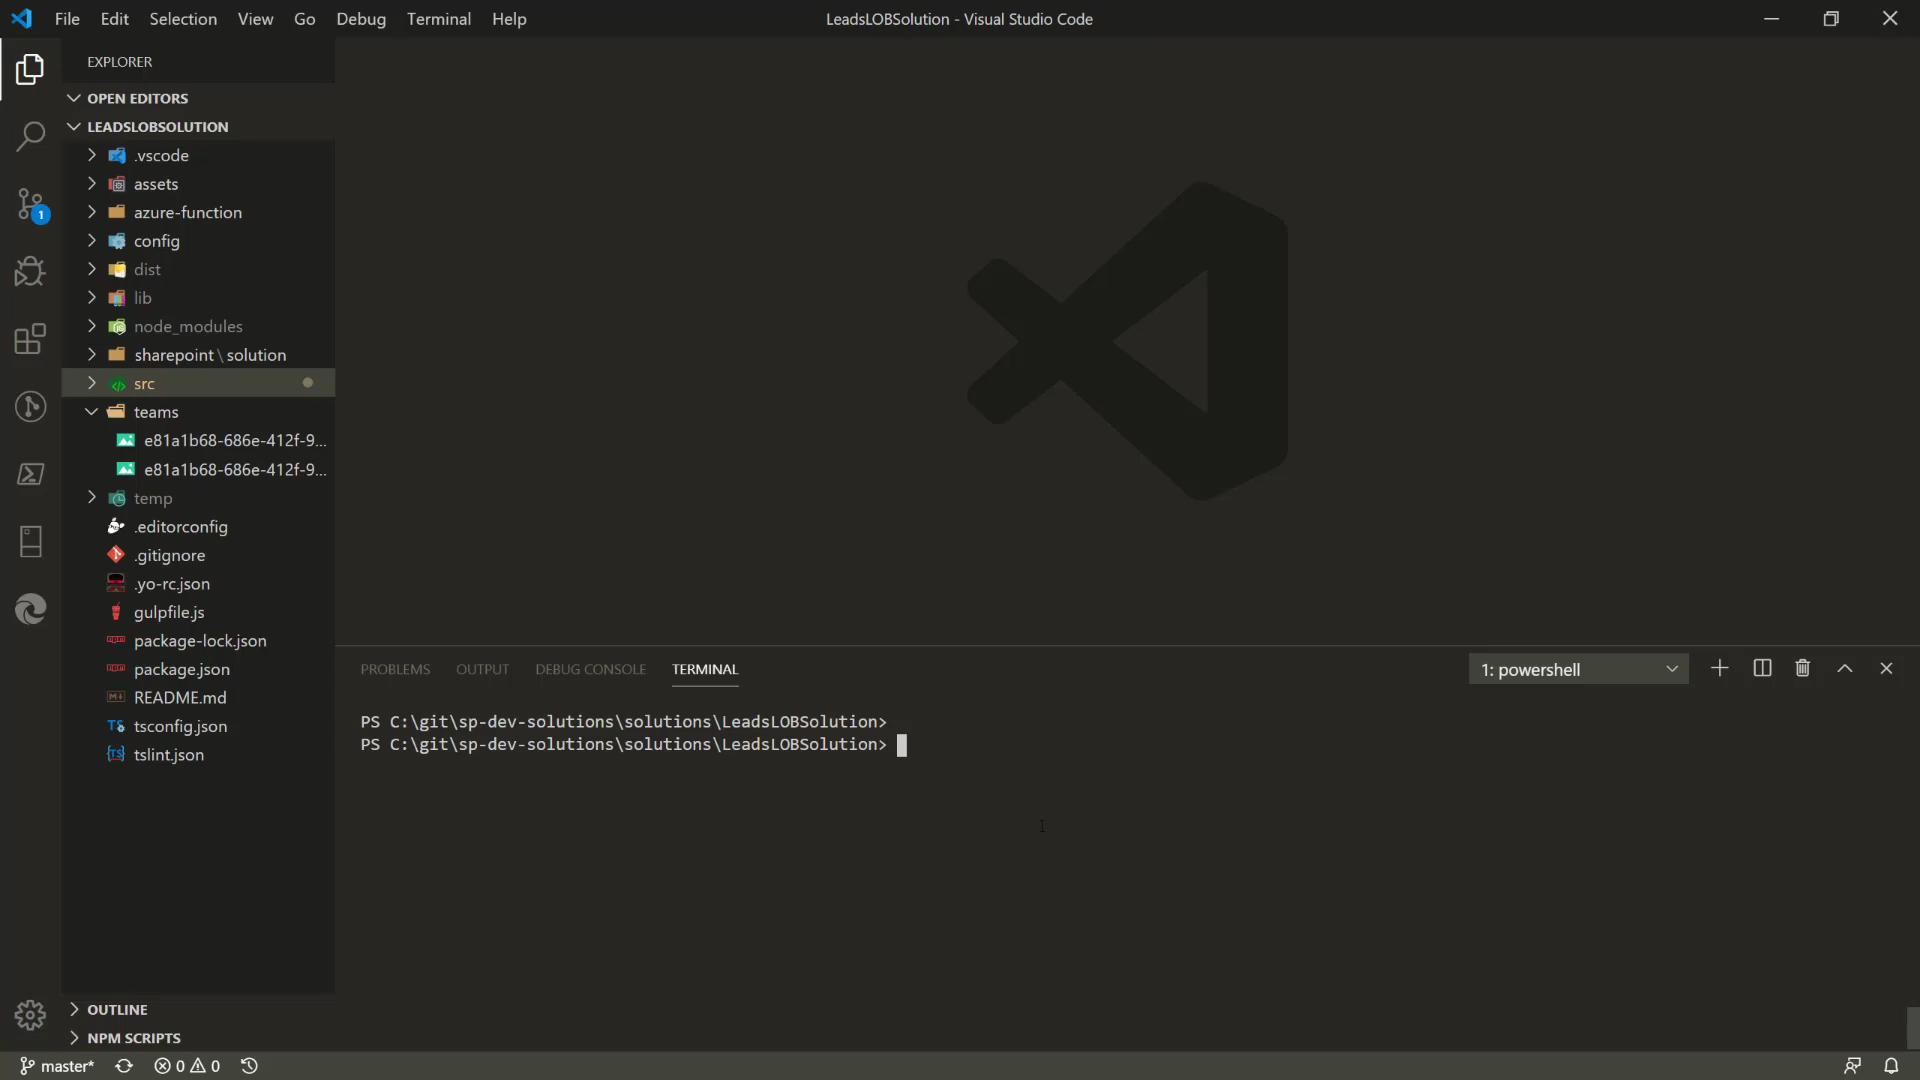 File Edit Selection View Go Debug Terminal Help
LeadsLOBSolution - Visual Studio Code
EXPLORER
OPEN EDITORS
LEADSLOBSOLUTION
.vscode
assets
azure-function
config
dist
lib
node_modules
sharepoint\solution
src
teams
e81a1b68-686e-412f-9...
e81a1b68-686e-412f-9...
temp
.editorconfig
.gitignore
.yo-rc.json
gulpfile.js
package-lock.json
package.json
README.md
tsconfig.json
tslint.json
OUTLINE
NPM SCRIPTS
1
PROBLEMS OUTPUT DEBUG CONSOLE TERMINAL
1: powershell
PS C:\git\sp-dev-solutions\solutions\LeadsLOBSolution>
PS C:\git\sp-dev-solutions\solutions\LeadsLOBSolution>
master* 0 0